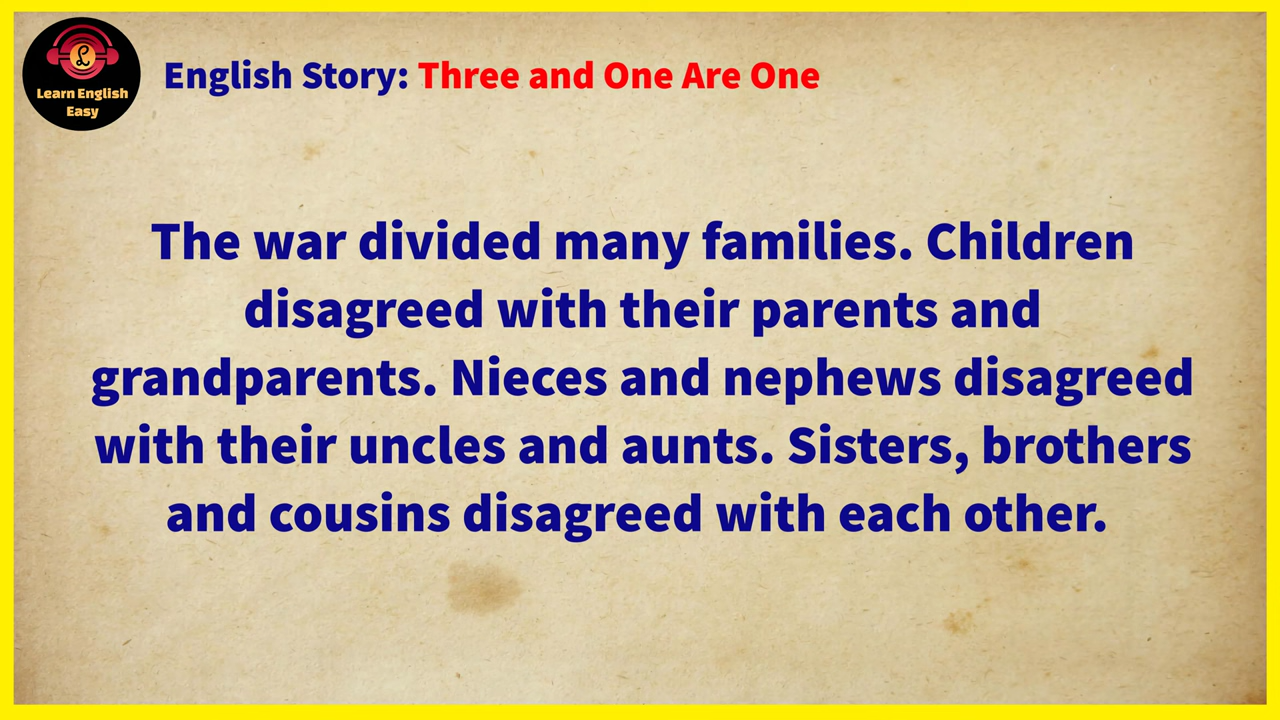 Learn English
Easy
English Story: Three and One Are One
The war divided many families. Children
disagreed with their parents and
grandparents. Nieces and nephews disagreed
with their uncles and aunts. Sisters, brothers
and cousins disagreed with each other.